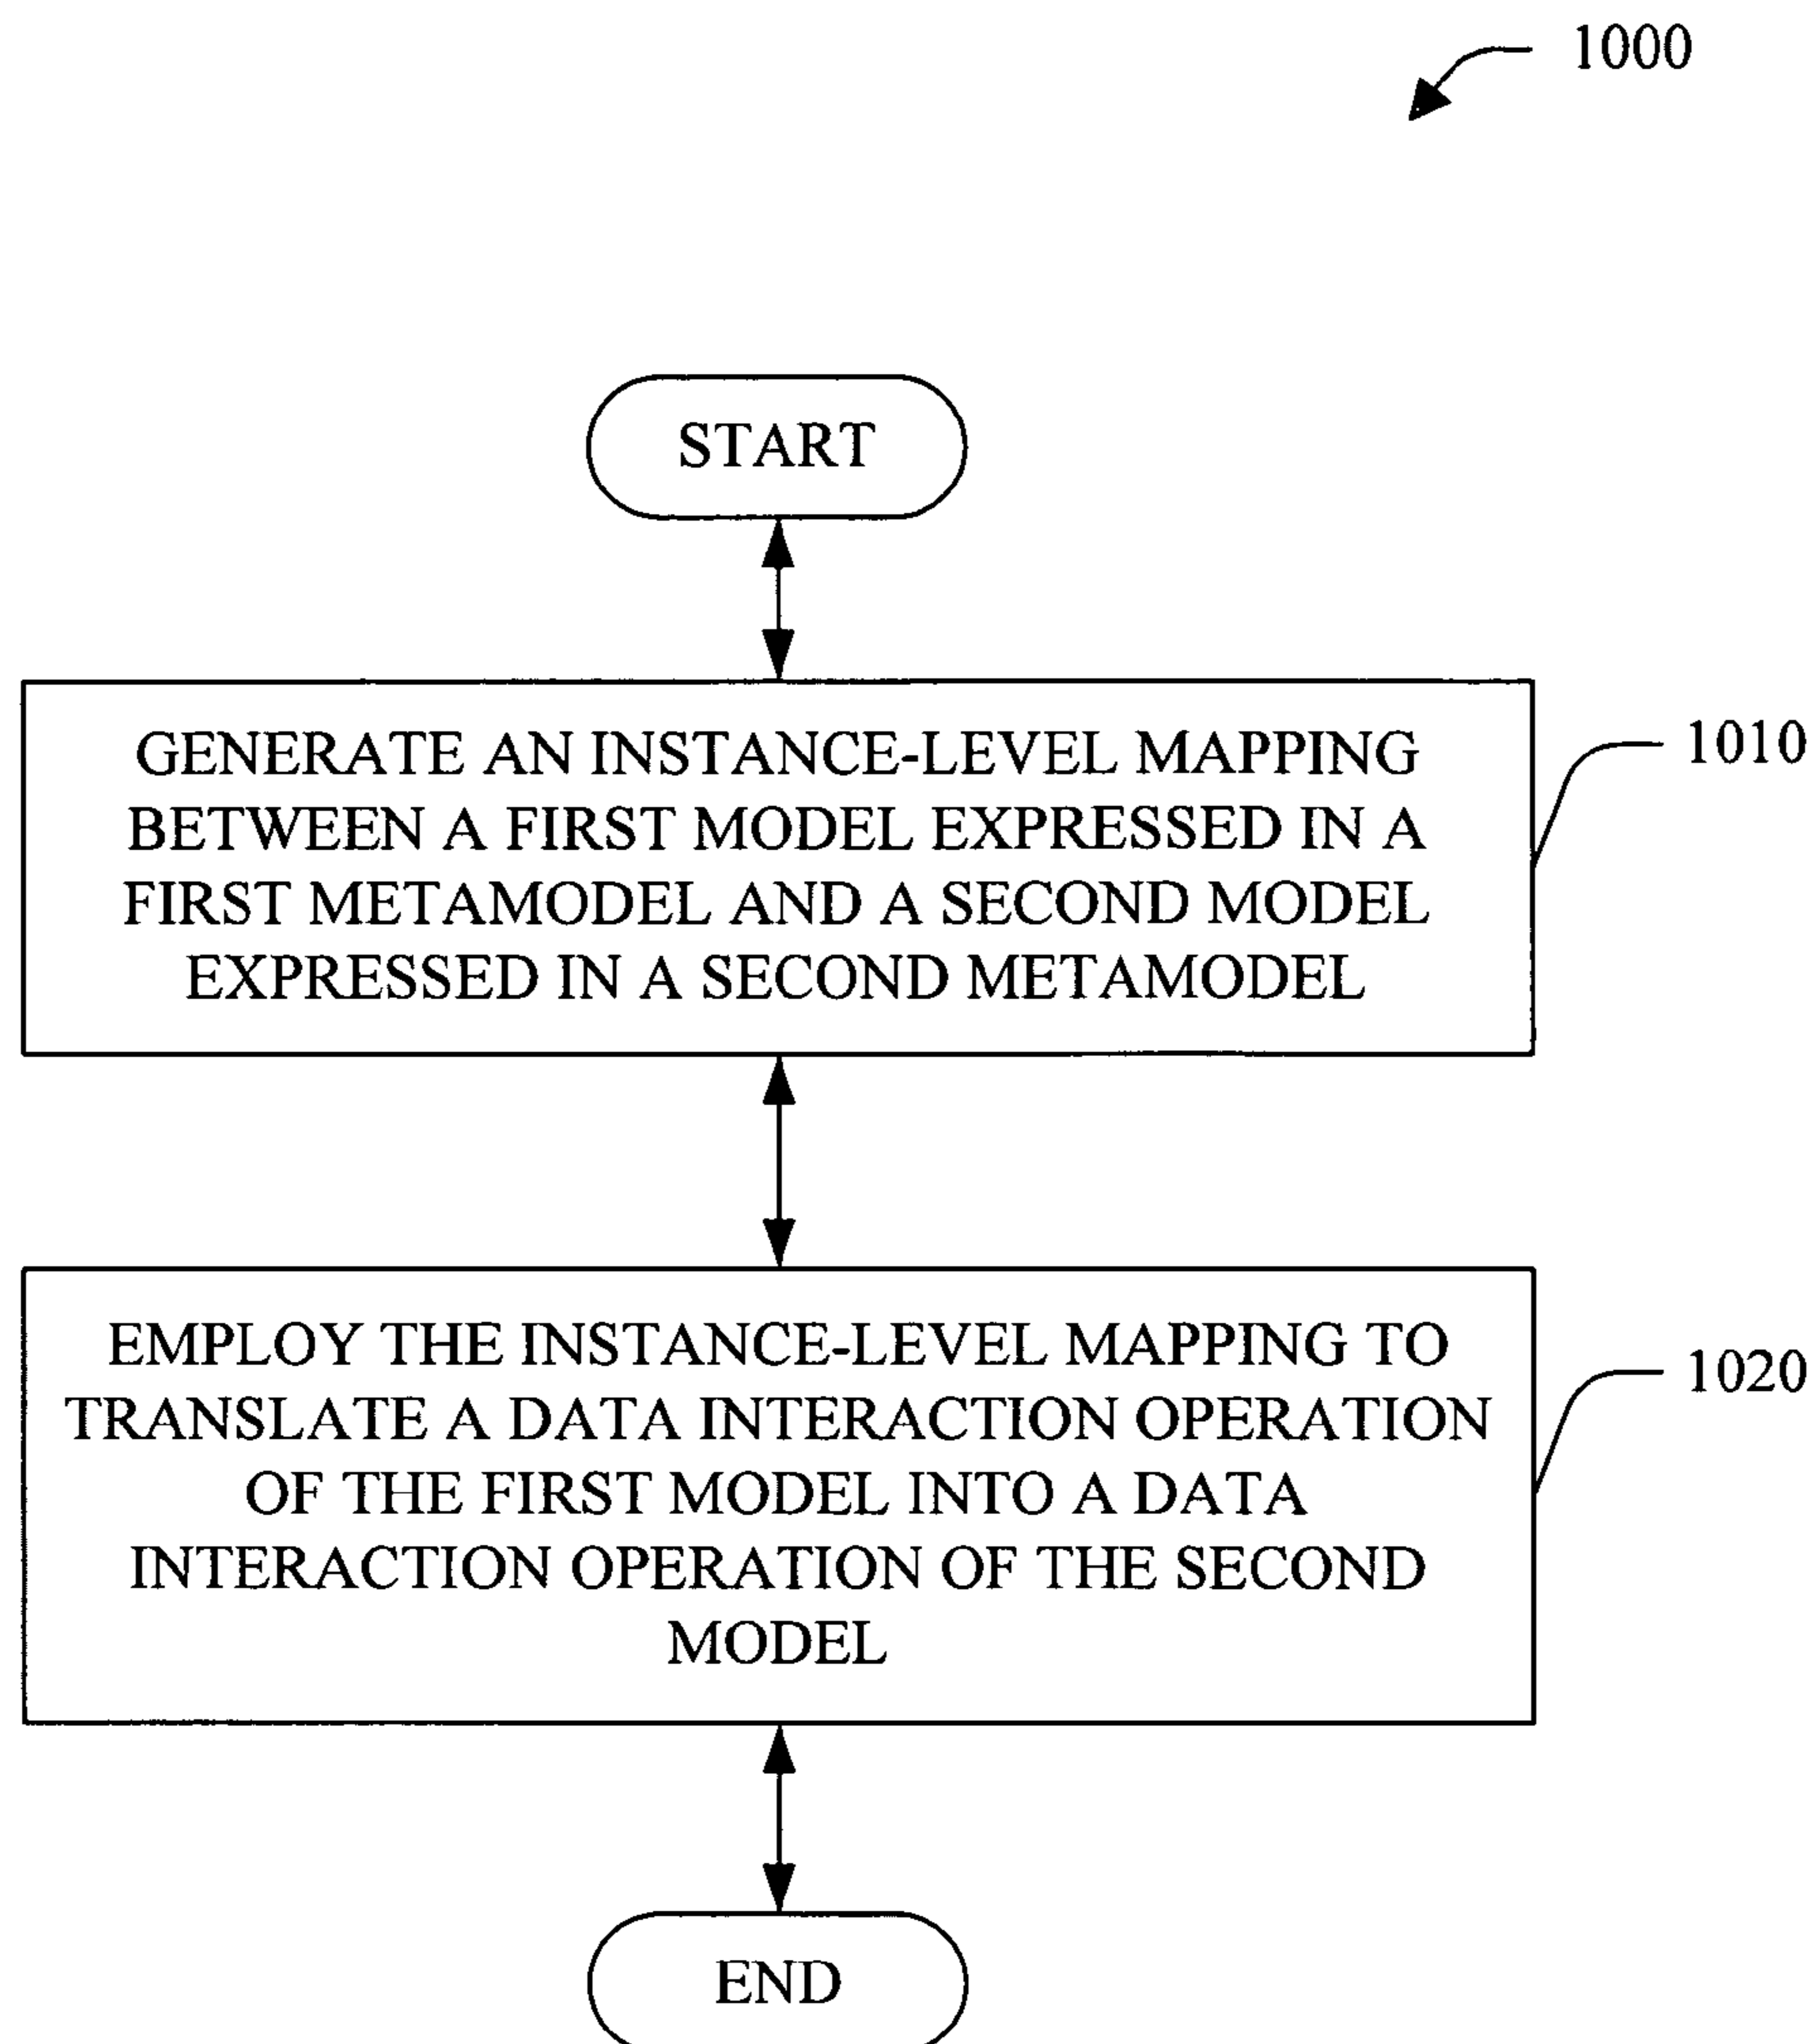 1000
START
GENERATE AN INSTANCE-LEVEL MAPPING
BETWEEN A FIRST MODEL EXPRESSED IN A
FIRST METAMODEL AND A SECOND MODEL
EXPRESSED IN A SECOND METAMODEL
1010
EMPLOY THE INSTANCE-LEVEL MAPPING TO
TRANSLATE A DATA INTERACTION OPERATION
OF THE FIRST MODEL INTO A DATA
INTERACTION OPERATION OF THE SECOND
MODEL
1020
END